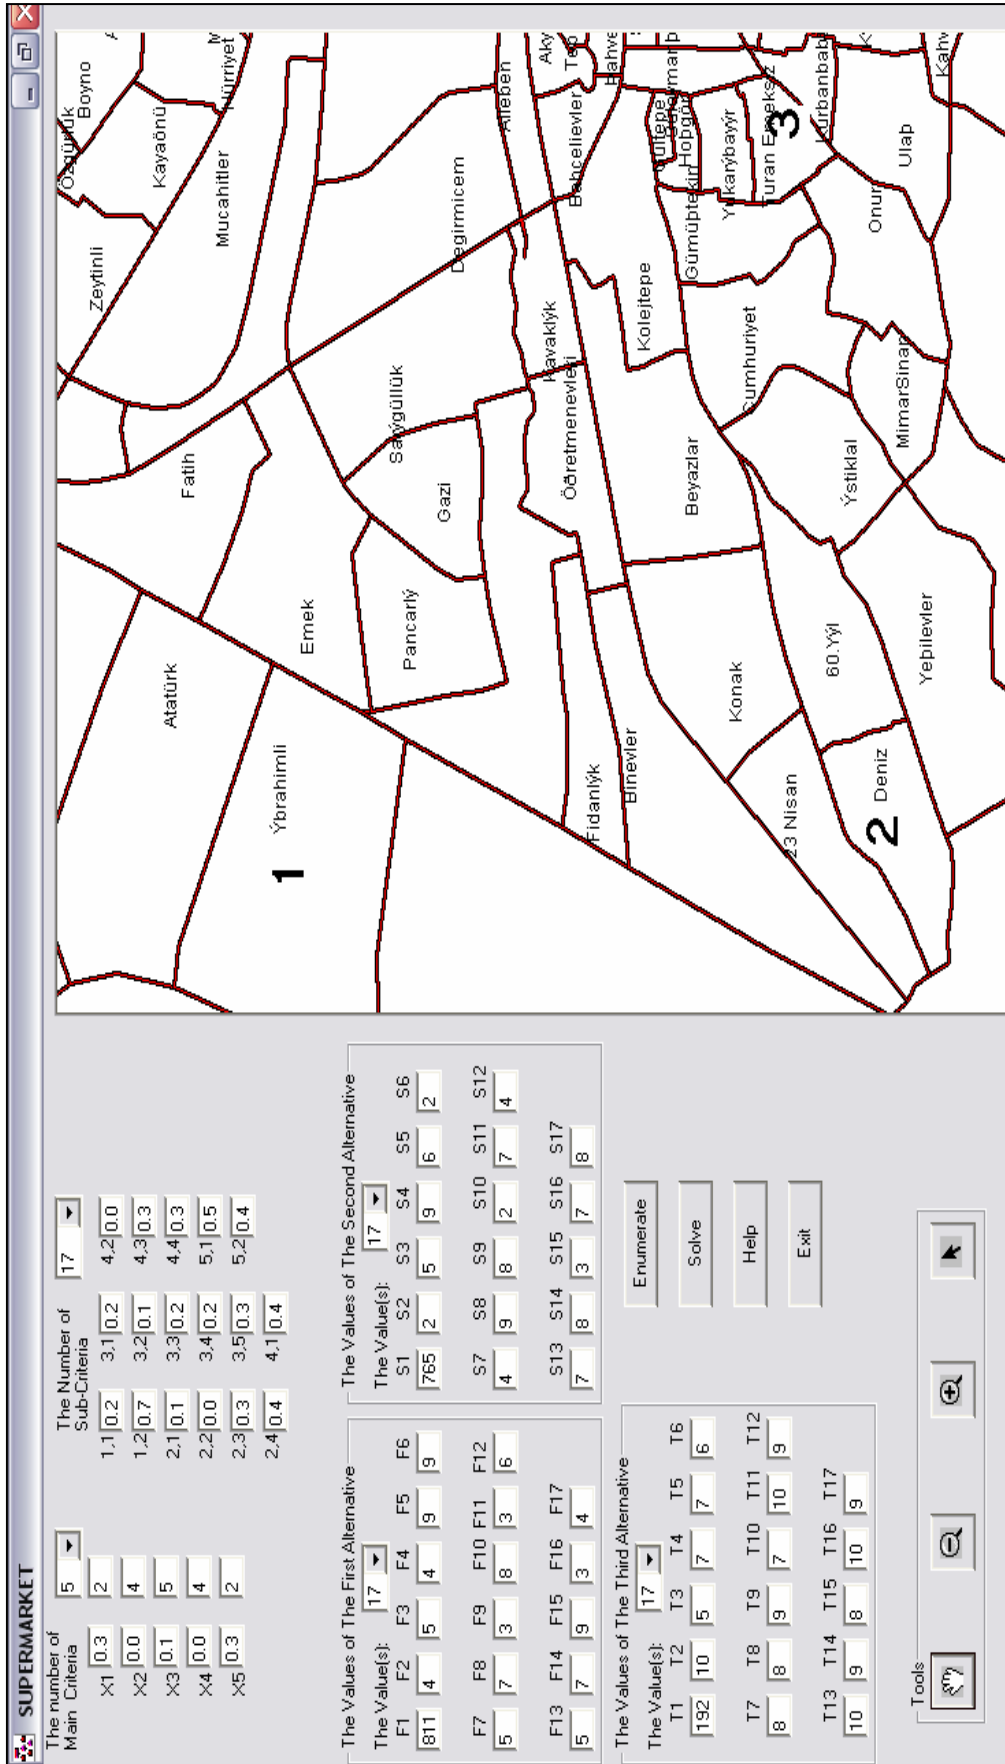 SUPERMARKET
The number of
Main Criteria
5
X1 0.3 2
X2 0.0 4
X3 0.1 5
X4 0.0 4
X5 0.3 2
The Number of
Sub-Criteria
17
1,1 0.2 3,1 0.2 4,2 0.0
1,2 0.7 3,2 0.1 4,3 0.3
2,1 0.1 3,3 0.2 4,4 0.3
2,2 0.0 3,4 0.2 5,1 0.5
2,3 0.3 3,5 0.3 5,2 0.4
2,4 0.4 4,1 0.4
The Values of The First Alternative
The Value(s): 17
F1 F2 F3 F4 F5 F6
811 4 5 4 9 9
F7 F8 F9 F10 F11 F12
5 7 3 8 3 6
F13 F14 F15 F16 F17
5 7 9 3 4
The Values of The Second Alternative
The Value(s): 17
S1 S2 S3 S4 S5 S6
765 2 5 9 6 2
S7 S8 S9 S10 S11 S12
4 9 8 2 7 4
S13 S14 S15 S16 S17
7 8 3 7 8
The Values of The Third Alternative
The Value(s): 17
T1 T2 T3 T4 T5 T6
192 10 5 7 7 6
T7 T8 T9 T10 T11 T12
8 8 9 7 10 9
T13 T14 T15 T16 T17
10 9 8 10 9
Enumerate
Solve
Help
Exit
Tools
Özgürlük
Boyno
Zeytinli
Kayaönü
Hürriyet
Mucahitler
Atatürk
Fatih
Ýbrahimli
1
Emek
Pancarlý
Sarýgüllük
Gazi
Degirmicem
Alleben
Aky
Tep
Kavaklýk
Öðretmenevleri
Bahcelievler
Fidanlýk
Binevler
Kolejtepe
Beyazlar
Gümüþtekin
Yukarýbayýr
Konak
Cumhuriyet
Turan Emeksiz
3
23 Nisan
60.Yýl
Ýstiklal
MimarSinan
Onur
Ulaþ
Kurbanbaba
Kahv
2
Deniz
Yeþilevler